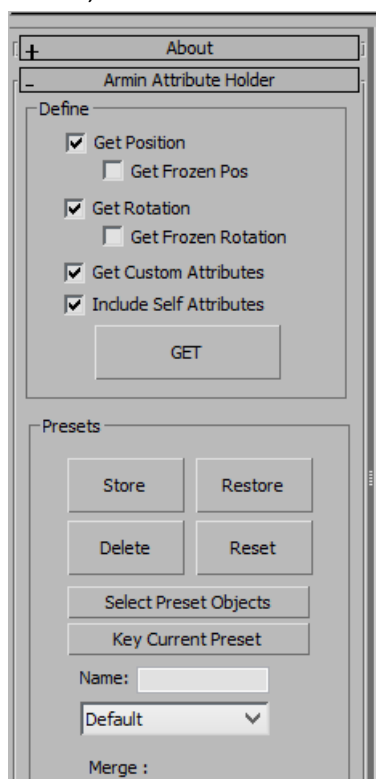 + About
- Armin Attribute Holder
Define
Get Position
Get Frozen Pos
Get Rotation
Get Frozen Rotation
Get Custom Attributes
Include Self Attributes
GET
Presets
Store Restore
Delete Reset
Select Preset Objects
Key Current Preset
Name:
Default
Merge :